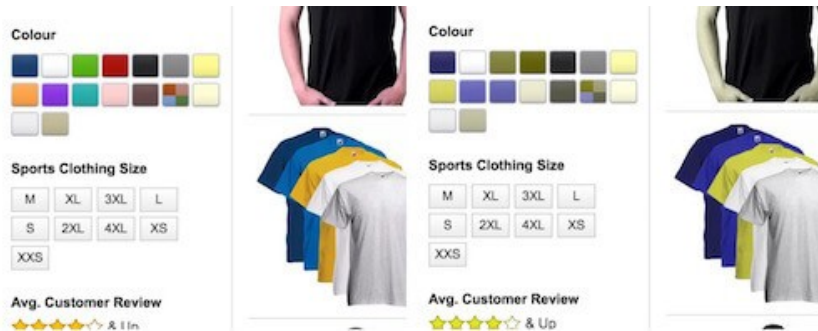 Colour
Sports Clothing Size
M XL 3XL L
S 2XL 4XL XS
XXS
Avg. Customer Review
& Up
Colour
Sports Clothing Size
M XL 3XL L
S 2XL 4XL XS
XXS
Avg. Customer Review
& Up